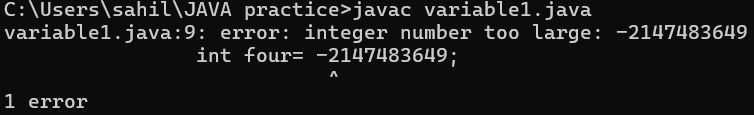 C:\Users\sahil\JAVA practice>javac variable1.java
variable1.java:9: error: integer number too large: -2147483649
                int four= -2147483649;
                           ^
1 error